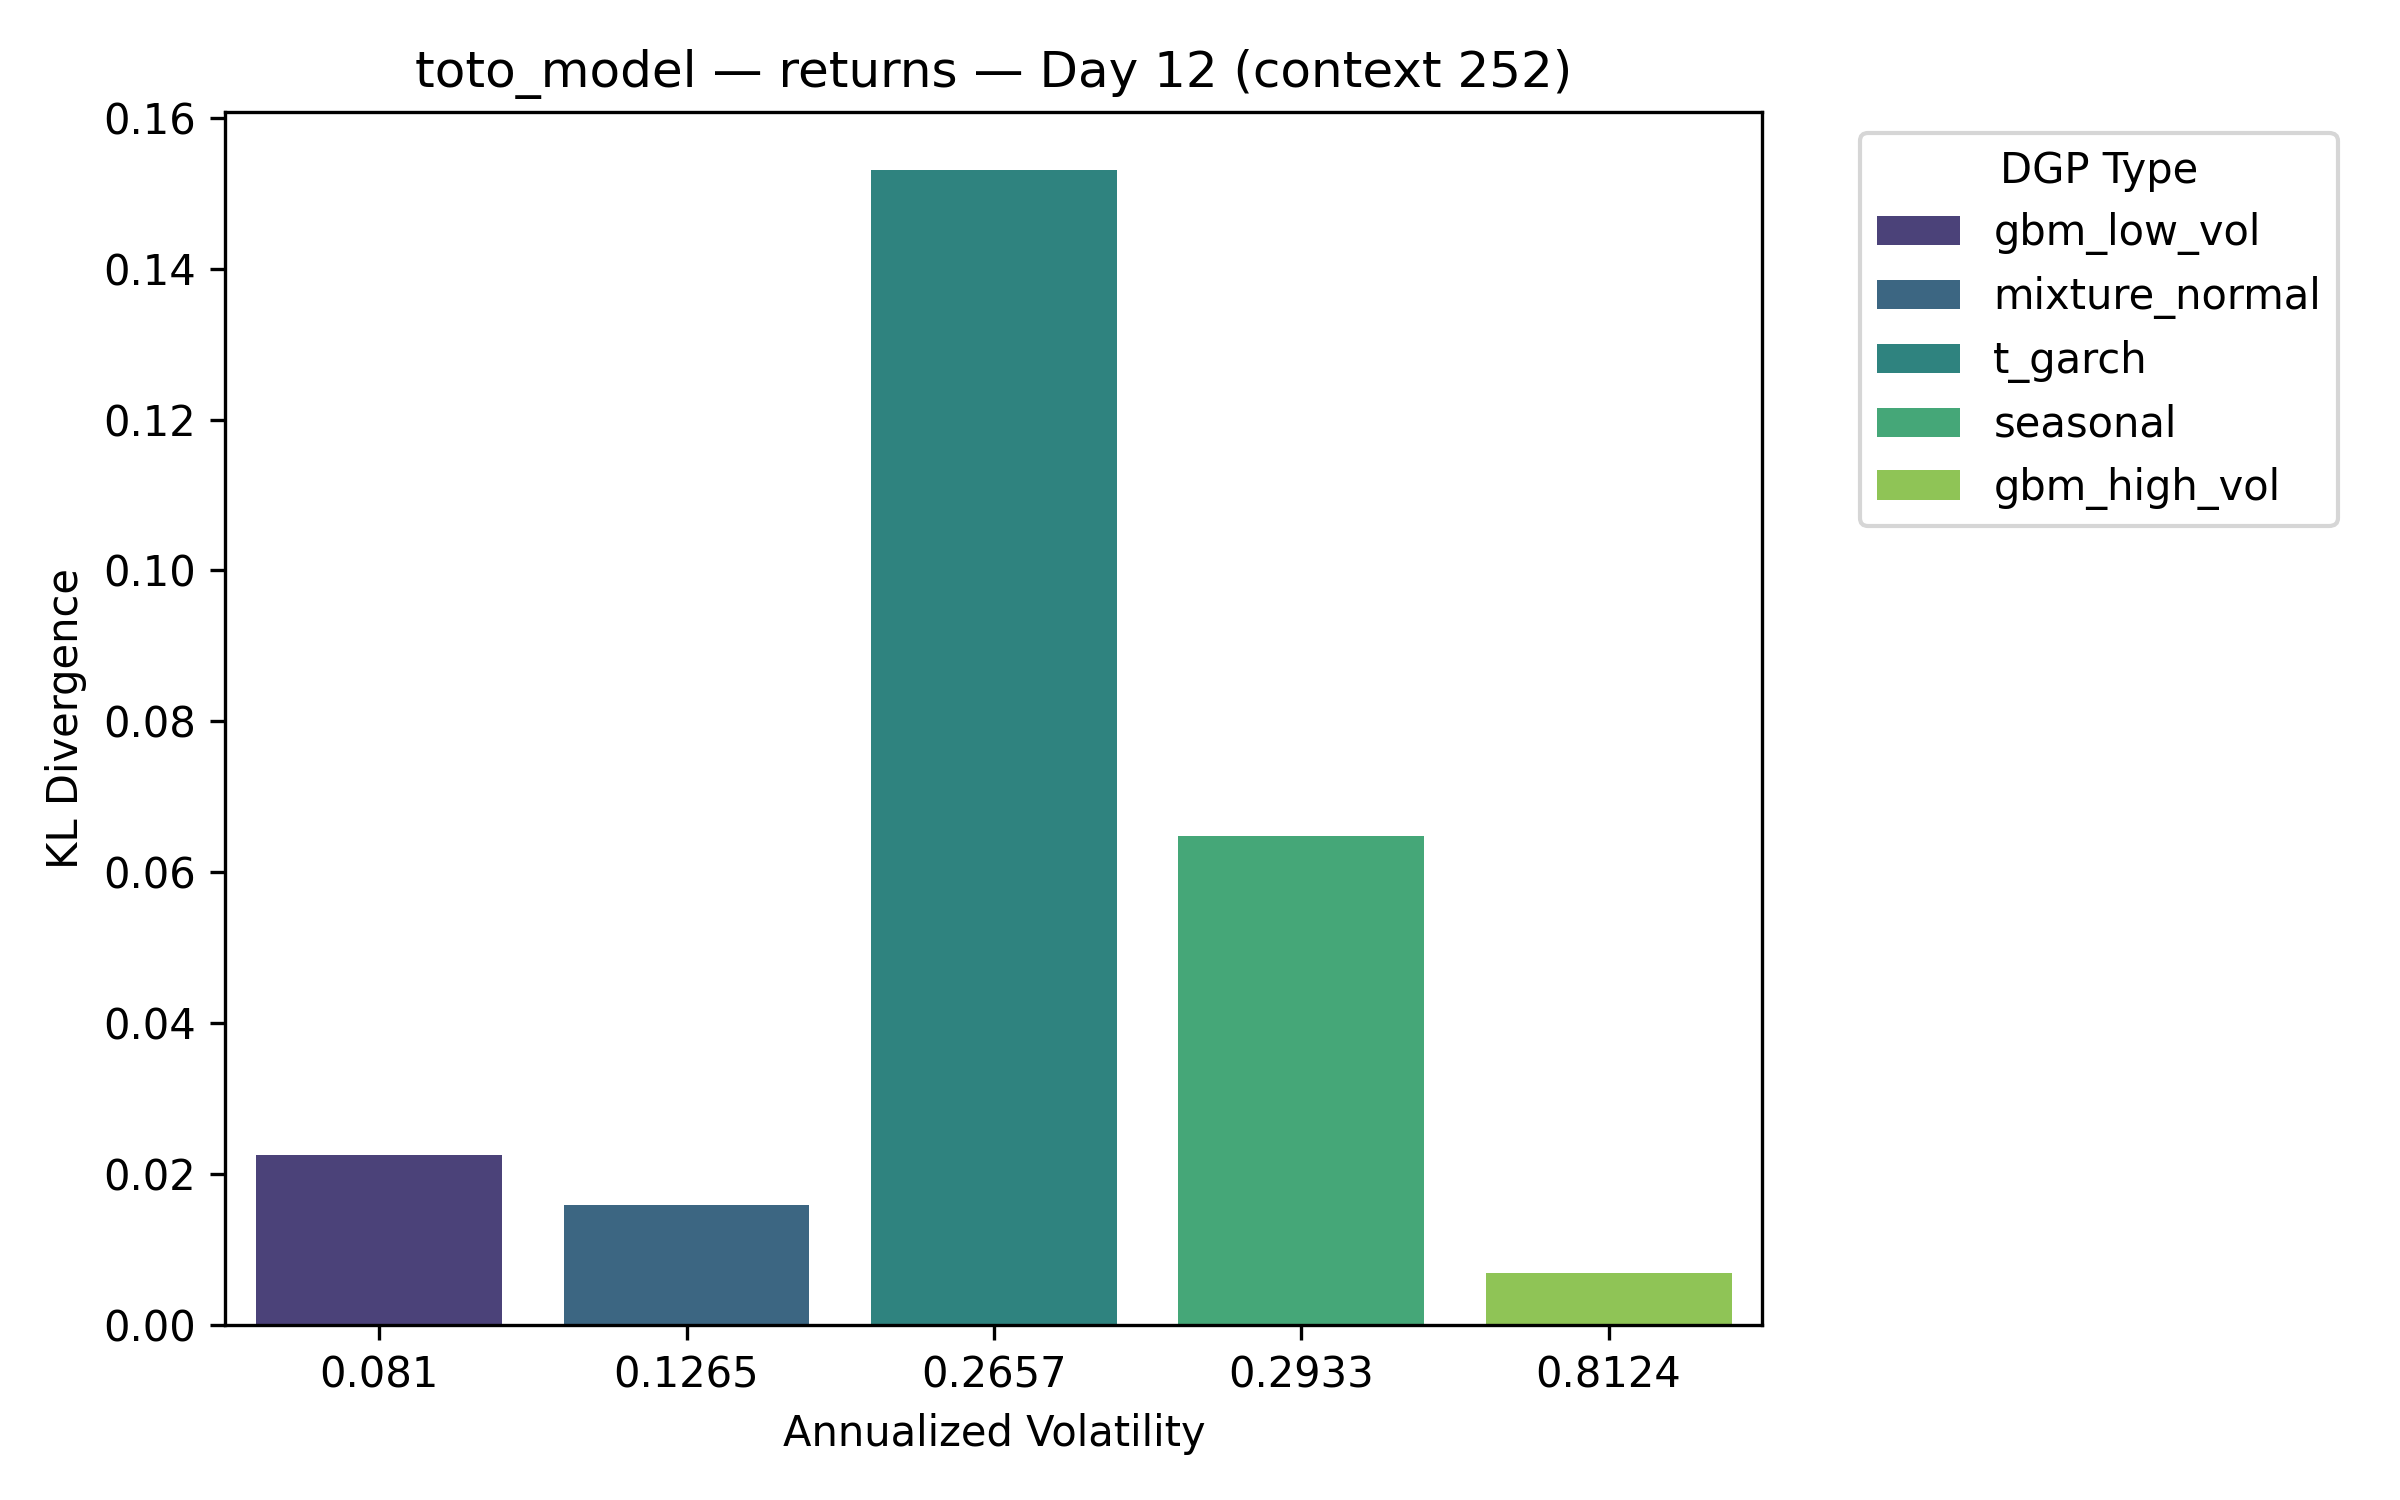 toto_model — returns — Day 12 (context 252)
0.16
0.14
0.12
0.10
0.08
0.06
0.04
0.02
0.00
KL Divergence
0.081
0.1265
0.2657
0.2933
0.8124
Annualized Volatility
DGP Type
gbm_low_vol
mixture_normal
t_garch
seasonal
gbm_high_vol